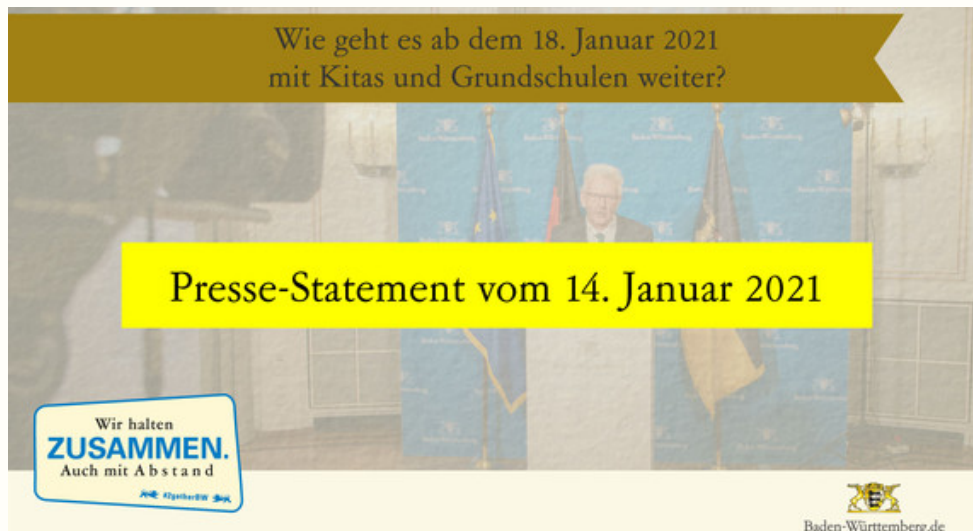 Wie geht es ab dem 18. Januar 2021
mit Kitas und Grundschulen weiter?
Presse-Statement vom 14. Januar 2021
Wir halten
ZUSAMMEN.
Auch mit Abstand
#2getherBW
Baden-Württemberg.de